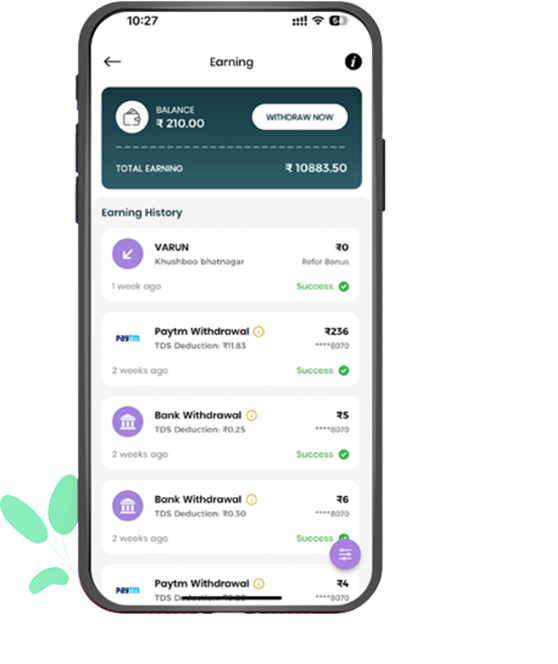 10:27
Earning
BALANCE
₹ 210.00
WITHDRAW NOW
TOTAL EARNING
₹ 10883.50
Earning History
VARUN
₹0
Khushboo bhatnagar
Refer Bonus
1 week ago
Success
Paytm
Paytm Withdrawal
₹236
TDS Deduction: ₹11.83
****8070
2 weeks ago
Success
Bank Withdrawal
₹5
TDS Deduction: ₹0.25
****8070
2 weeks ago
Success
Bank Withdrawal
₹6
TDS Deduction: ₹0.30
****8070
2 weeks ago
Success
Paytm
Paytm Withdrawal
₹4
TDS
****8070